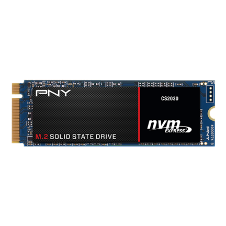 PNY
CS2030
nvm
EXPRESS
M.2 SOLID STATE DRIVE